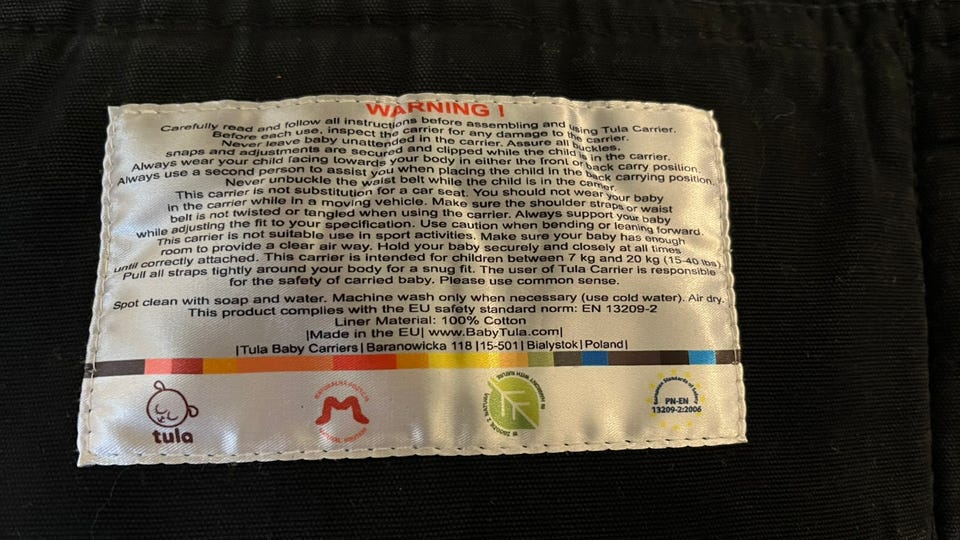 WARNING !
Carefully read and follow all instructions before assembling and using Tula Carrier.
Before each use, inspect the carrier for any damage to the carrier.
Never leave baby unattended in the carrier. Assure all buckles,
snaps and adjustments are secured and clipped while the child is in the carrier.
Always wear your child facing towards your body in either the front or back carry position.
Always use a second person to assist you when placing the child in the back carrying position.
Never unbuckle the waist belt while the child is in the carrier.
This carrier is not substitution for a car seat. You should not wear your baby
in the carrier while in a moving vehicle. Make sure the shoulder straps or waist
belt is not twisted or tangled when using the carrier. Always support your baby
while adjusting the fit to your specification. Use caution when bending or leaning forward.
This carrier is not suitable use in sport activities. Make sure your baby has enough
room to provide a clear air way. Hold your baby securely and closely at all times
until correctly attached. This carrier is intended for children between 7 kg and 20 kg (15-40 lbs)
Pull all straps tightly around your body for a snug fit. The user of Tula Carrier is responsible
for the safety of carried baby. Please use common sense.
Spot clean with soap and water. Machine wash only when necessary (use cold water). Air dry.
This product complies with the EU safety standard norm: EN 13209-2
Liner Material: 100% Cotton
|Made in the EU| www.BabyTula.com|
|Tula Baby Carriers| Baranowicka 118 |15-501| Bialystok| Poland|
tula
W ZGODZIE Z NATURĄ
IN HARMONY WITH NATURE
European Standards of Safety
PN-EN
13209-2:2006